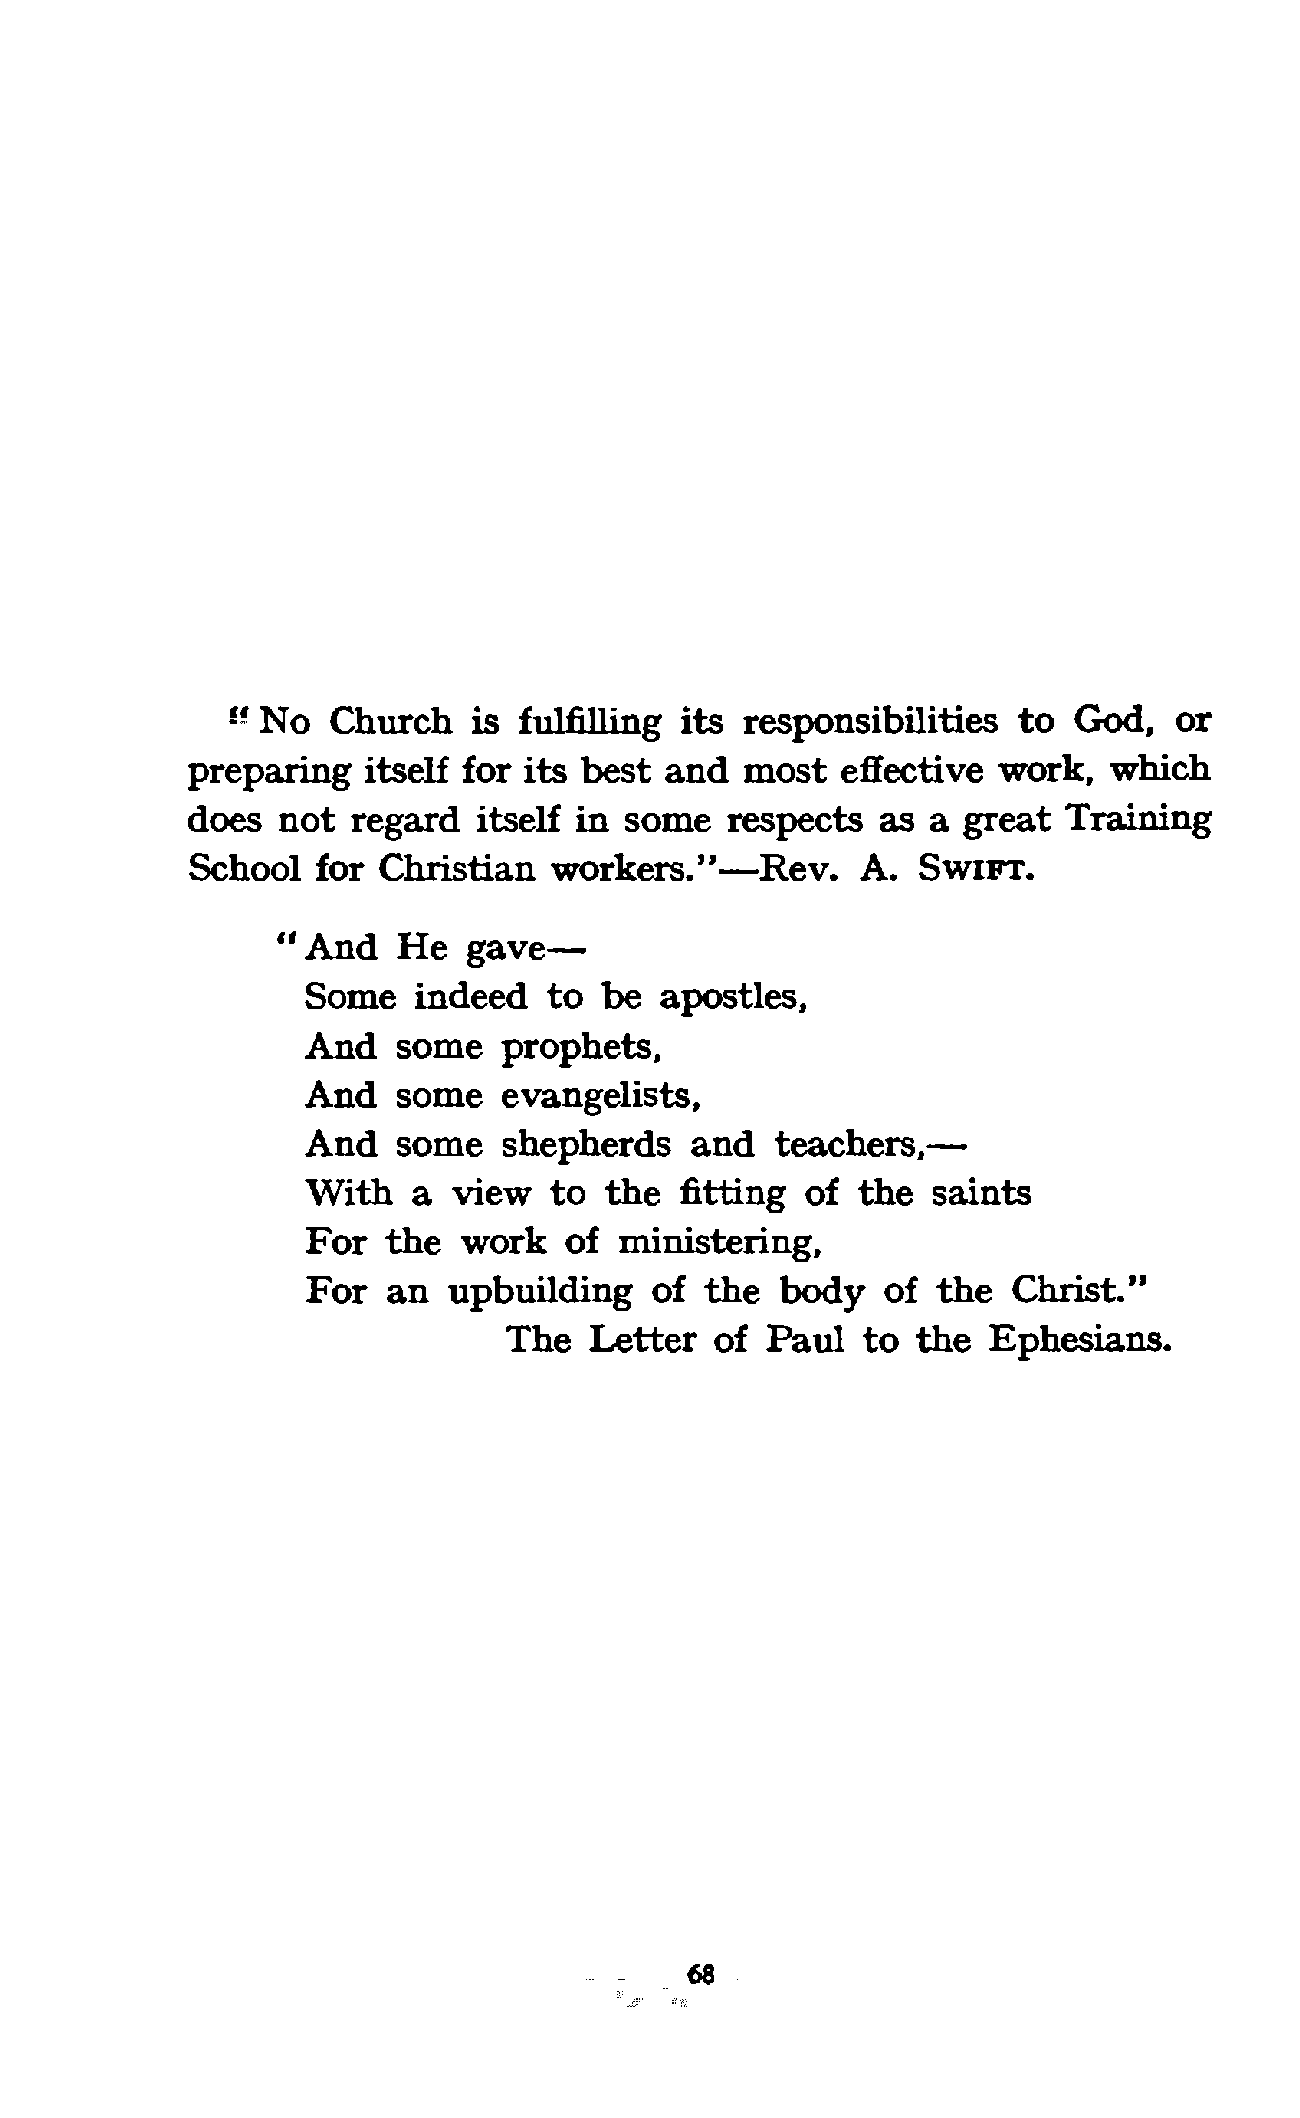 “ No Church is fulfilling its responsibilities to God, or
preparing itself for its best and most effective work, which
does not regard itself in some respects as a great Training
School for Christian workers.”—Rev. A. SWIFT.
“ And He gave—
Some indeed to be apostles,
And some prophets,
And some evangelists,
And some shepherds and teachers,—
With a view to the fitting of the saints
For the work of ministering,
For an upbuilding of the body of the Christ.”
The Letter of Paul to the Ephesians.
68